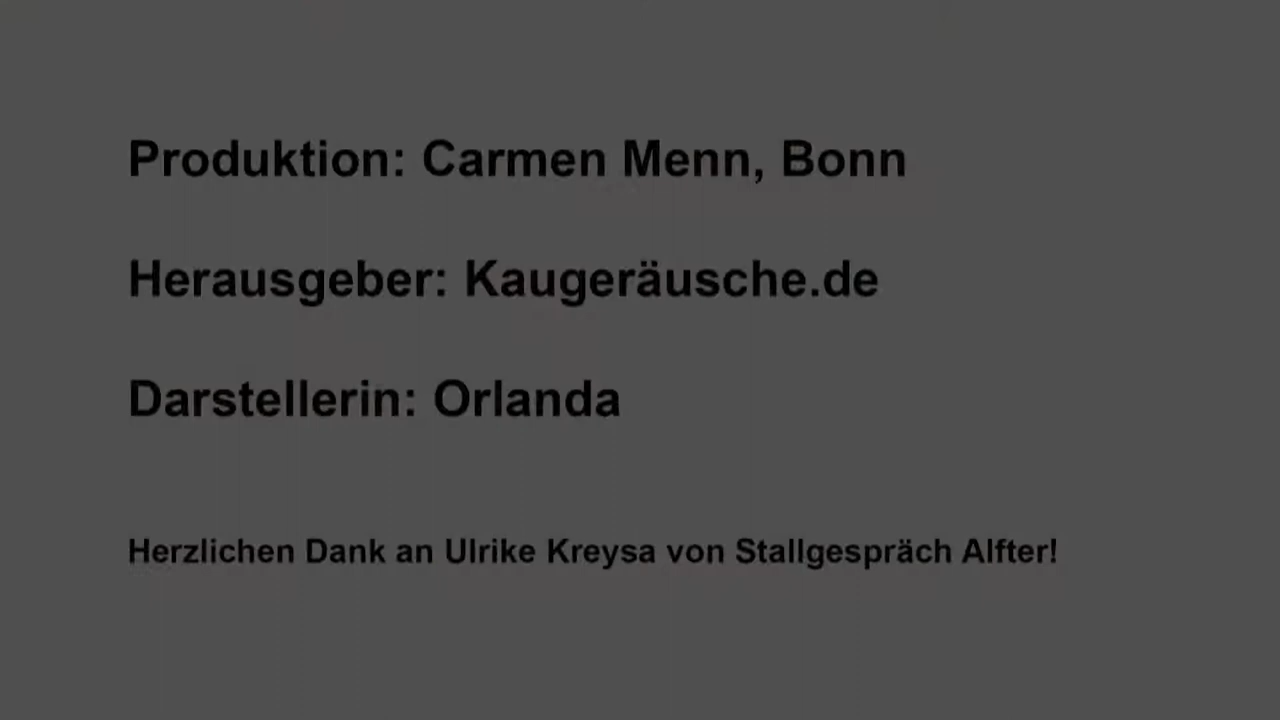 Produktion: Carmen Menn, Bonn
Herausgeber: Kaugeräusche.de
Darstellerin: Orlanda
Herzlichen Dank an Ulrike Kreysa von Stallgespräch Alfter!